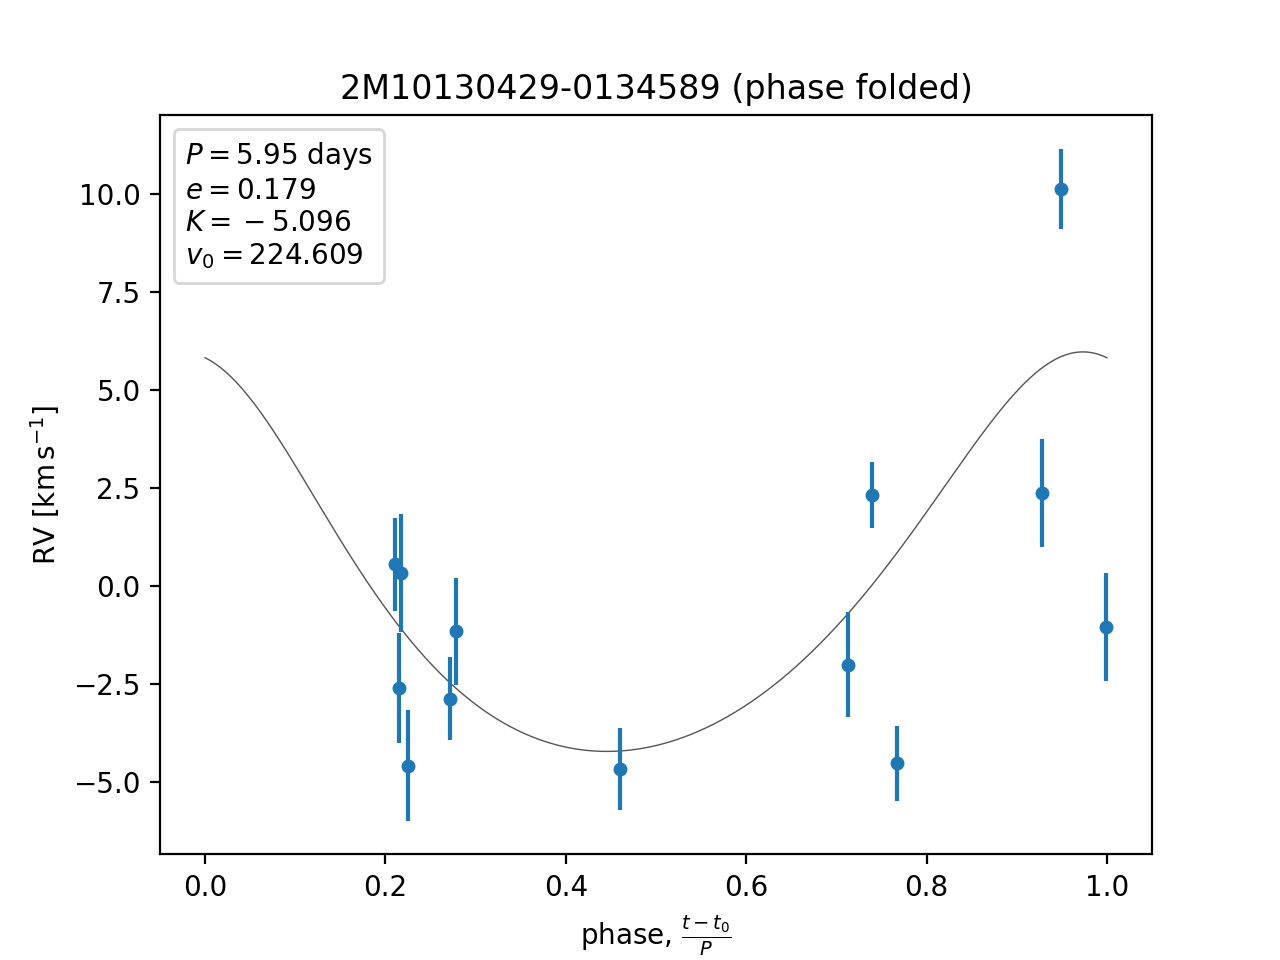 2M10130429-0134589 (phase folded)
P = 5.95 days
e = 0.179
K = −5.096
v₀ = 224.609
10.0
7.5
5.0
2.5
0.0
−2.5
−5.0
RV [km s⁻¹]
0.0 0.2 0.4 0.6 0.8 1.0
phase, (t − t₀)/P